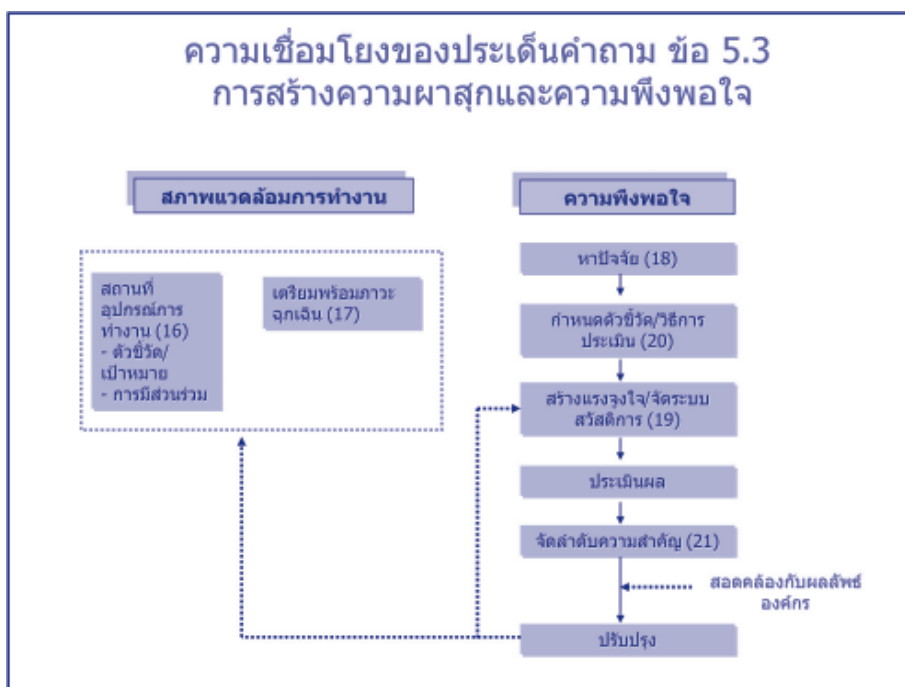 ความเชื่อมโยงของประเด็นคำถาม ข้อ 5.3
การสร้างความผาสุกและความพึงพอใจ
สภาพแวดล้อมการทำงาน
สถานที่
อุปกรณ์การ
ทำงาน (16)
- ตัวชี้วัด/
เป้าหมาย
- การมีส่วนร่วม
เตรียมพร้อมภาวะ
ฉุกเฉิน (17)
ความพึงพอใจ
หาปัจจัย (18)
กำหนดตัวชี้วัด/วิธีการ
ประเมิน (20)
สร้างแรงจูงใจ/จัดระบบ
สวัสดิการ (19)
ประเมินผล
จัดลำดับความสำคัญ (21)
สอดคล้องกับผลลัพธ์
องค์กร
ปรับปรุง